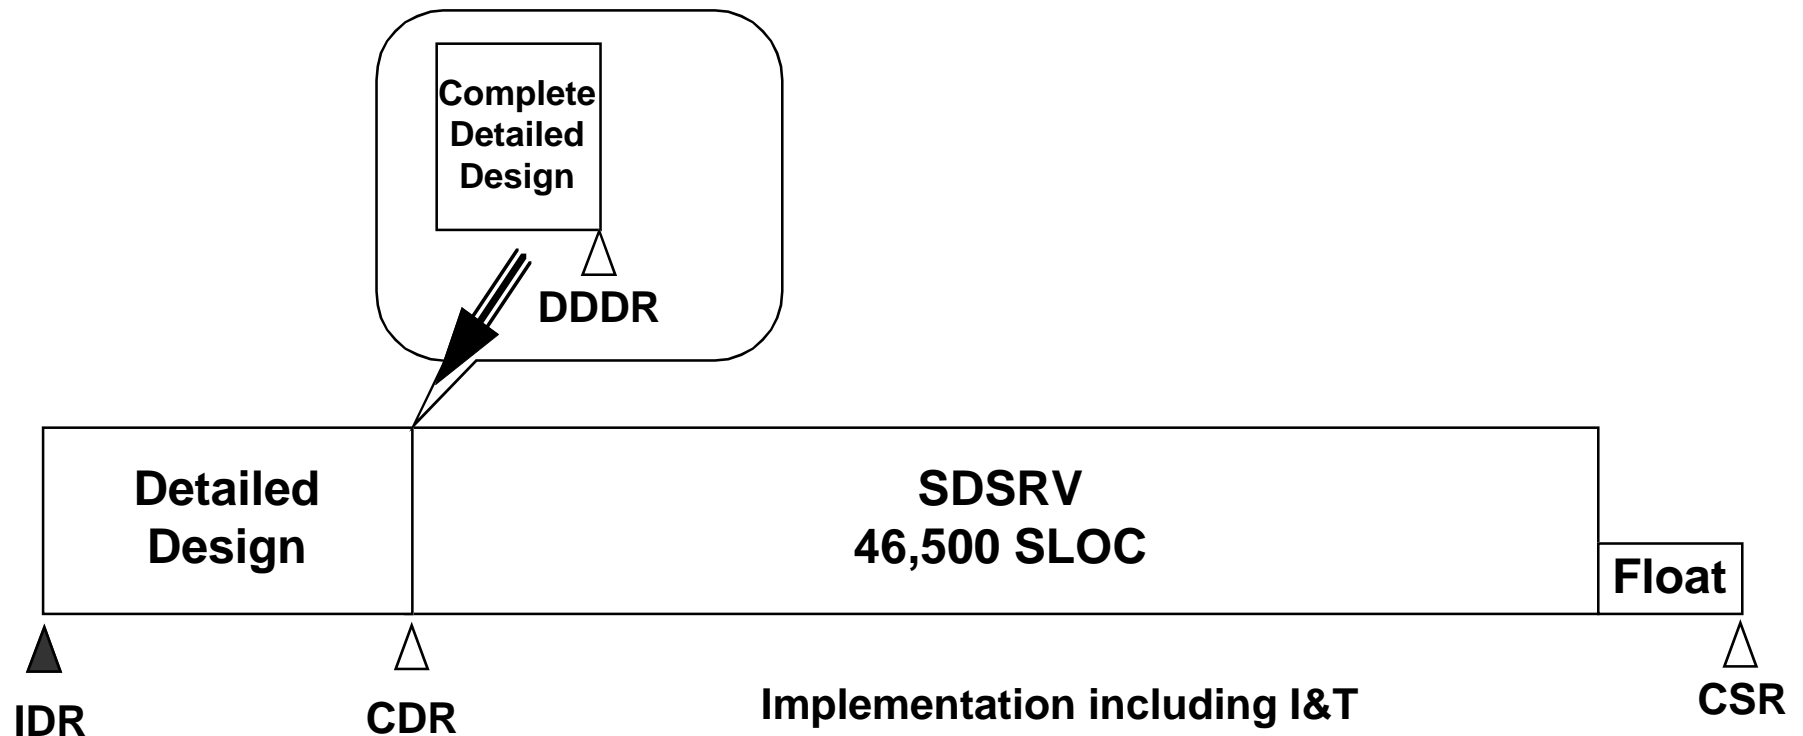 Complete
Detailed
Design
DDDR
Detailed
Design
SDSRV
46,500 SLOC
Float
IDR
CDR
Implementation including I&T
CSR